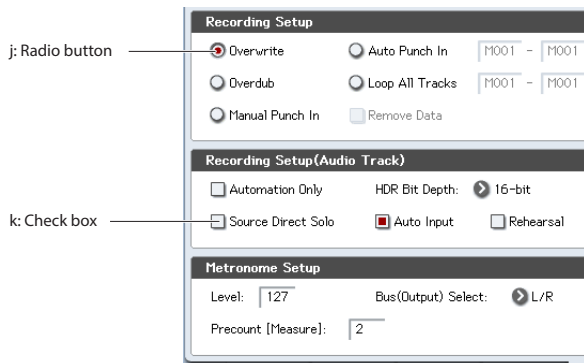 Recording Setup
j: Radio button
Overwrite Auto Punch In M001 - M001
Overdub Loop All Tracks M001 - M001
Manual Punch In Remove Data
Recording Setup(Audio Track)
Automation Only HDR Bit Depth: 16-bit
k: Check box
Source Direct Solo Auto Input Rehearsal
Metronome Setup
Level: 127 Bus(Output) Select: L/R
Precount [Measure]: 2